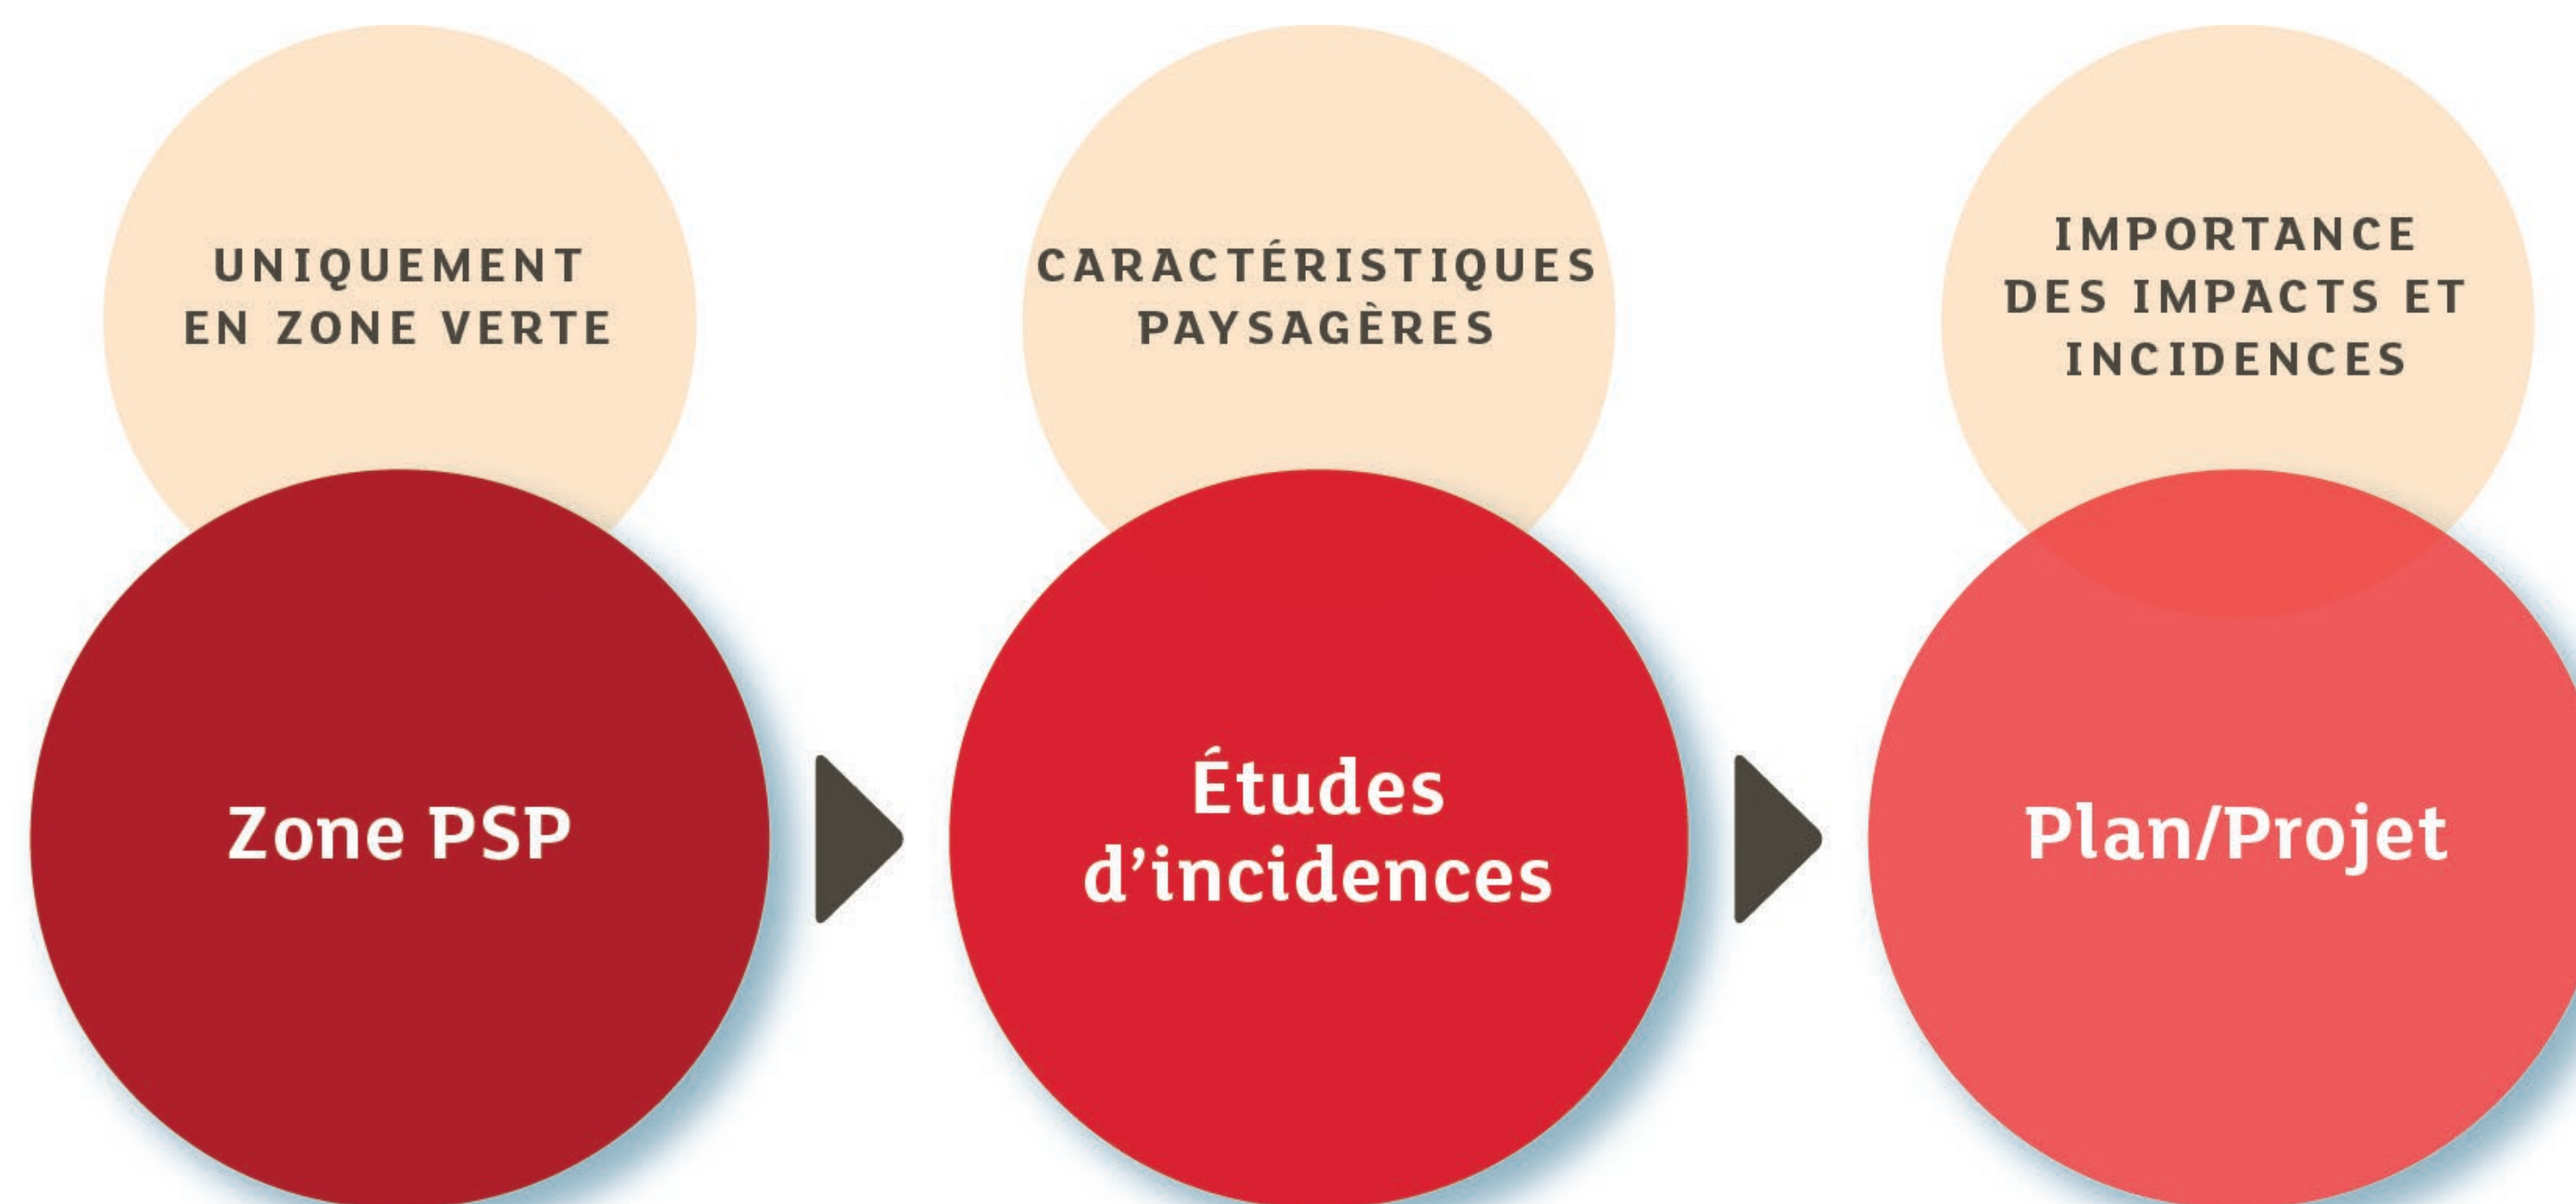 UNIQUEMENT
EN ZONE VERTE
Zone PSP
CARACTÉRISTIQUES
PAYSAGÈRES
Études
d’incidences
IMPORTANCE
DES IMPACTS ET
INCIDENCES
Plan/Projet